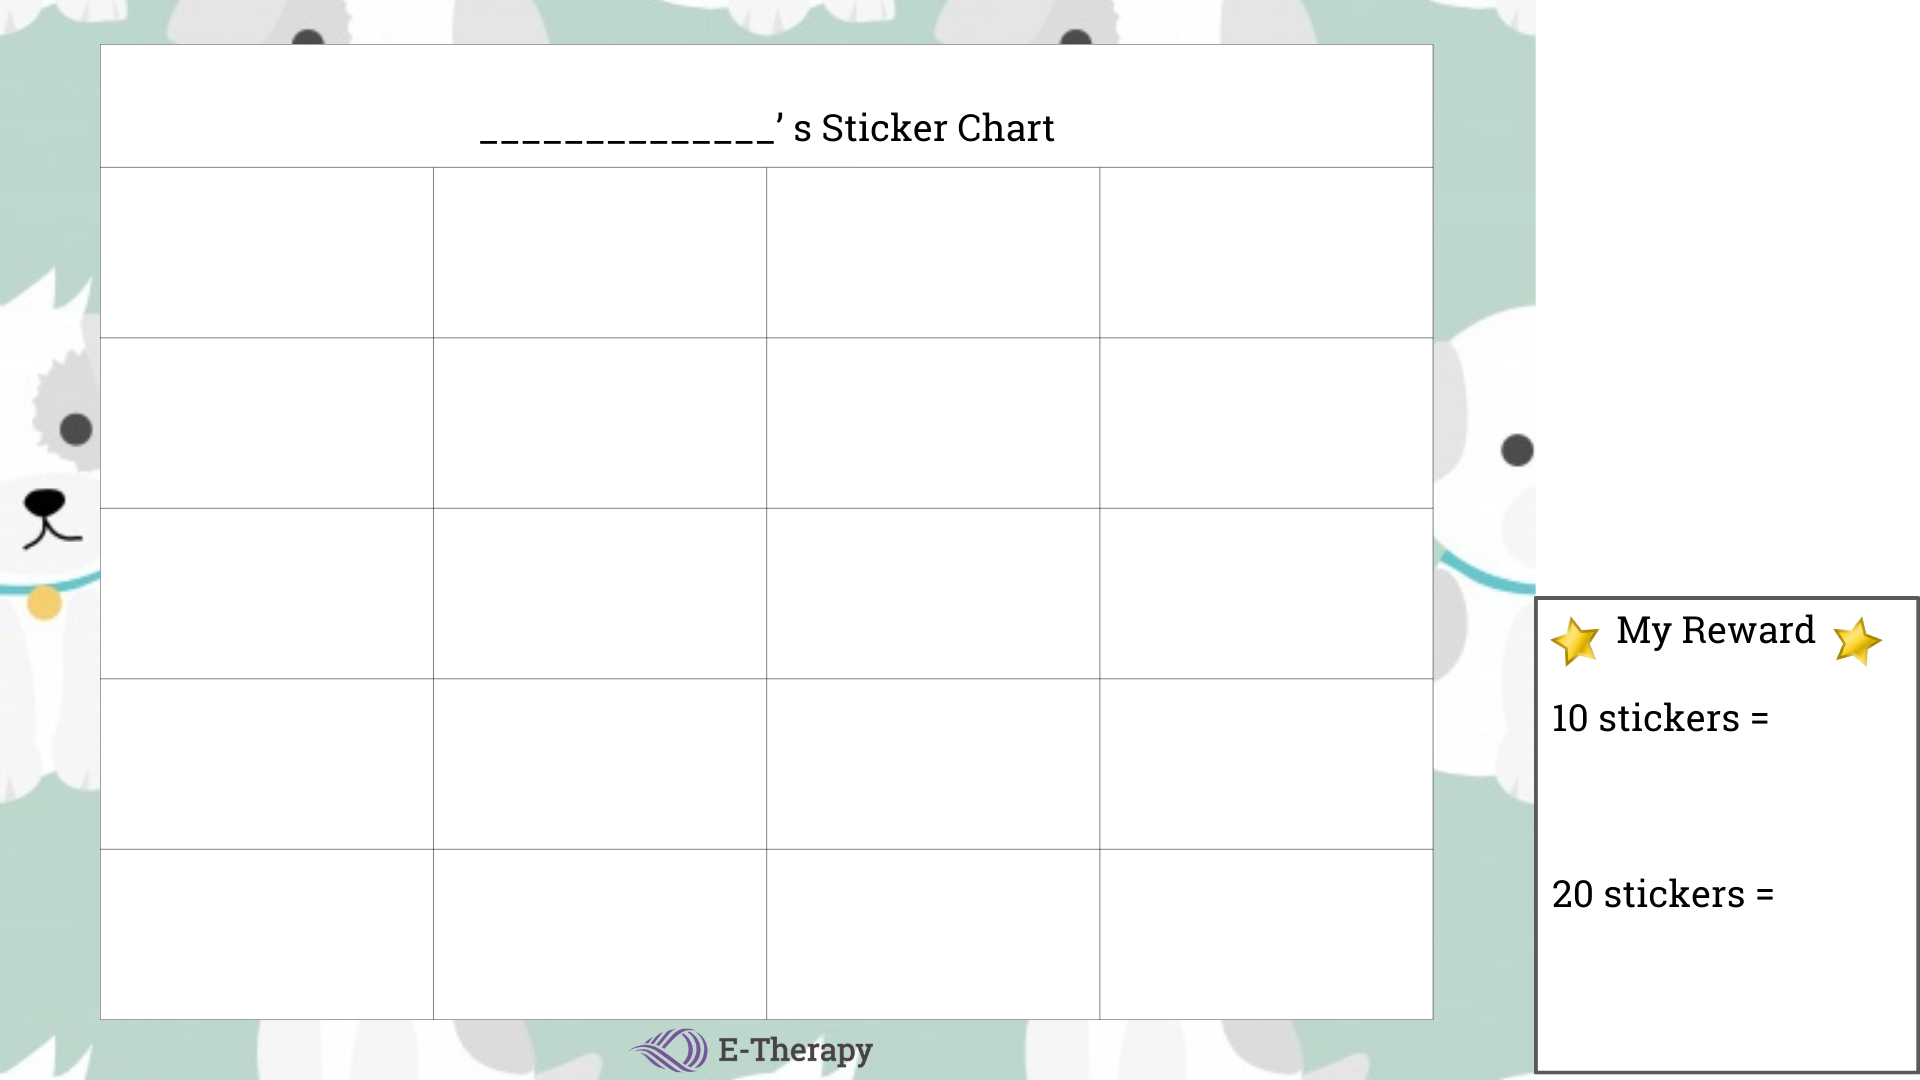 ______________’ s Sticker Chart
My Reward
10 stickers =
20 stickers =
E-Therapy